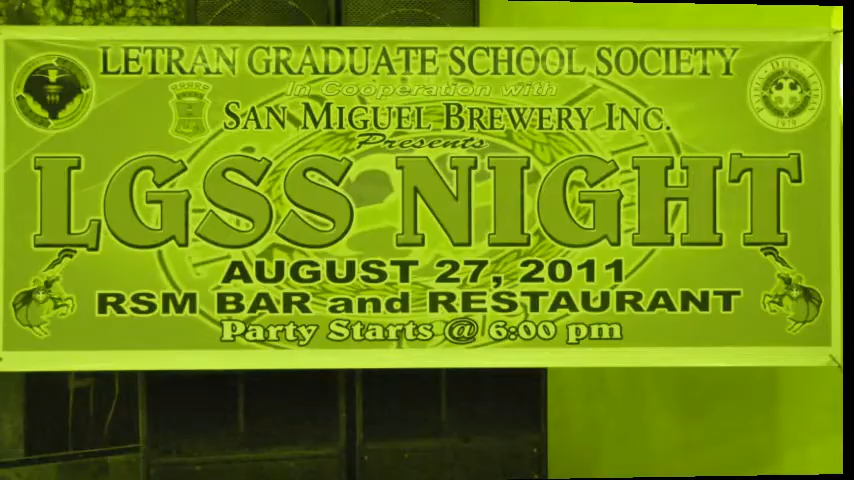 LETRAN GRADUATE SCHOOL SOCIETY
In Cooperation with
SAN MIGUEL BREWERY INC.
Presents
LGSS NIGHT
AUGUST 27, 2011
RSM BAR and RESTAURANT
Party Starts @ 6:00 pm